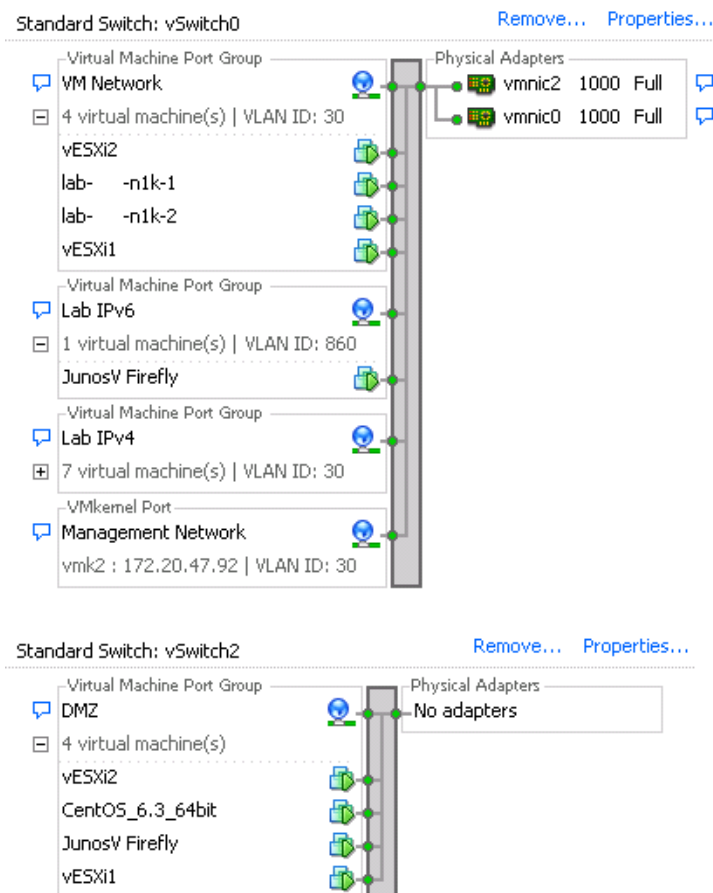 Standard Switch: vSwitch0 Remove... Properties...
Virtual Machine Port Group
VM Network
4 virtual machine(s) | VLAN ID: 30
vESXi2
lab- -n1k-1
lab- -n1k-2
vESXi1
Physical Adapters
vmnic2 1000 Full
vmnic0 1000 Full
Virtual Machine Port Group
Lab IPv6
1 virtual machine(s) | VLAN ID: 860
JunosV Firefly
Virtual Machine Port Group
Lab IPv4
7 virtual machine(s) | VLAN ID: 30
VMkernel Port
Management Network
vmk2 : 172.20.47.92 | VLAN ID: 30
Standard Switch: vSwitch2 Remove... Properties...
Virtual Machine Port Group
DMZ
4 virtual machine(s)
vESXi2
CentOS_6.3_64bit
JunosV Firefly
vESXi1
Physical Adapters
No adapters